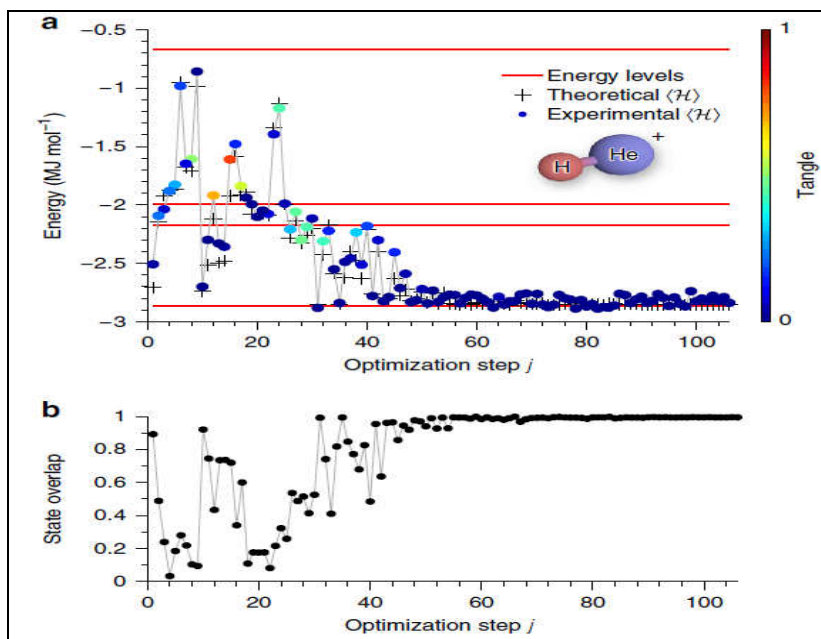 a
−0.5
−1
−1.5
−2
−2.5
−3
Energy (MJ mol−1)
Energy levels
Theoretical ⟨ℋ⟩
Experimental ⟨ℋ⟩
H
He
+
0 20 40 60 80 100
Optimization step j
1
Tangle
0
b
1
0.8
0.6
0.4
0.2
0
State overlap
0 20 40 60 80 100
Optimization step j